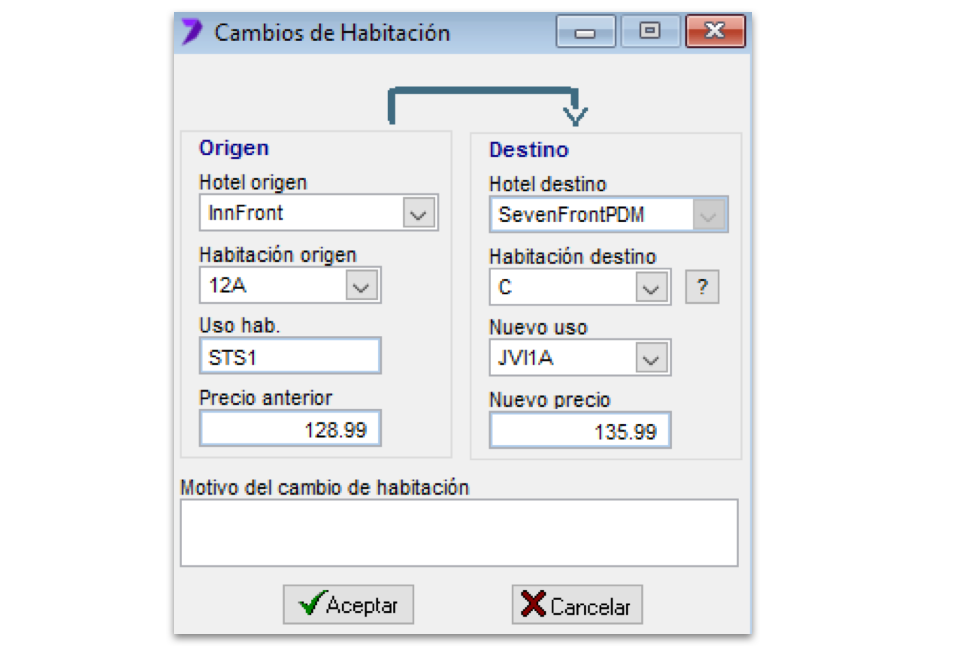 Cambios de Habitación
Origen
Hotel origen
InnFront
Habitación origen
12A
Uso hab.
STS1
Precio anterior
128.99
Destino
Hotel destino
SevenFrontPDM
Habitación destino
C
?
Nuevo uso
JVI1A
Nuevo precio
135.99
Motivo del cambio de habitación
Aceptar
Cancelar